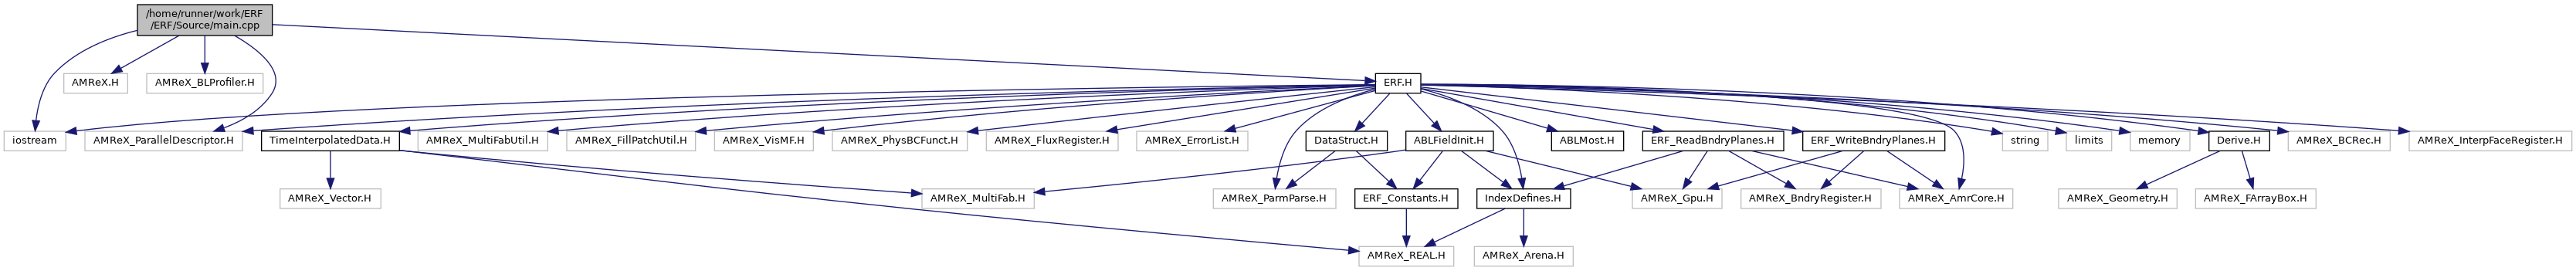 /home/runner/work/ERF
/ERF/Source/main.cpp
AMReX.H
AMReX_BLProfiler.H
ERF.H
iostream
AMReX_ParallelDescriptor.H
TimeInterpolatedData.H
AMReX_MultiFabUtil.H
AMReX_FillPatchUtil.H
AMReX_VisMF.H
AMReX_PhysBCFunct.H
AMReX_FluxRegister.H
AMReX_ErrorList.H
DataStruct.H
ABLFieldInit.H
ABLMost.H
ERF_ReadBndryPlanes.H
ERF_WriteBndryPlanes.H
string
limits
memory
Derive.H
AMReX_BCRec.H
AMReX_InterpFaceRegister.H
AMReX_Vector.H
AMReX_MultiFab.H
AMReX_ParmParse.H
ERF_Constants.H
IndexDefines.H
AMReX_Gpu.H
AMReX_BndryRegister.H
AMReX_AmrCore.H
AMReX_Geometry.H
AMReX_FArrayBox.H
AMReX_REAL.H
AMReX_Arena.H